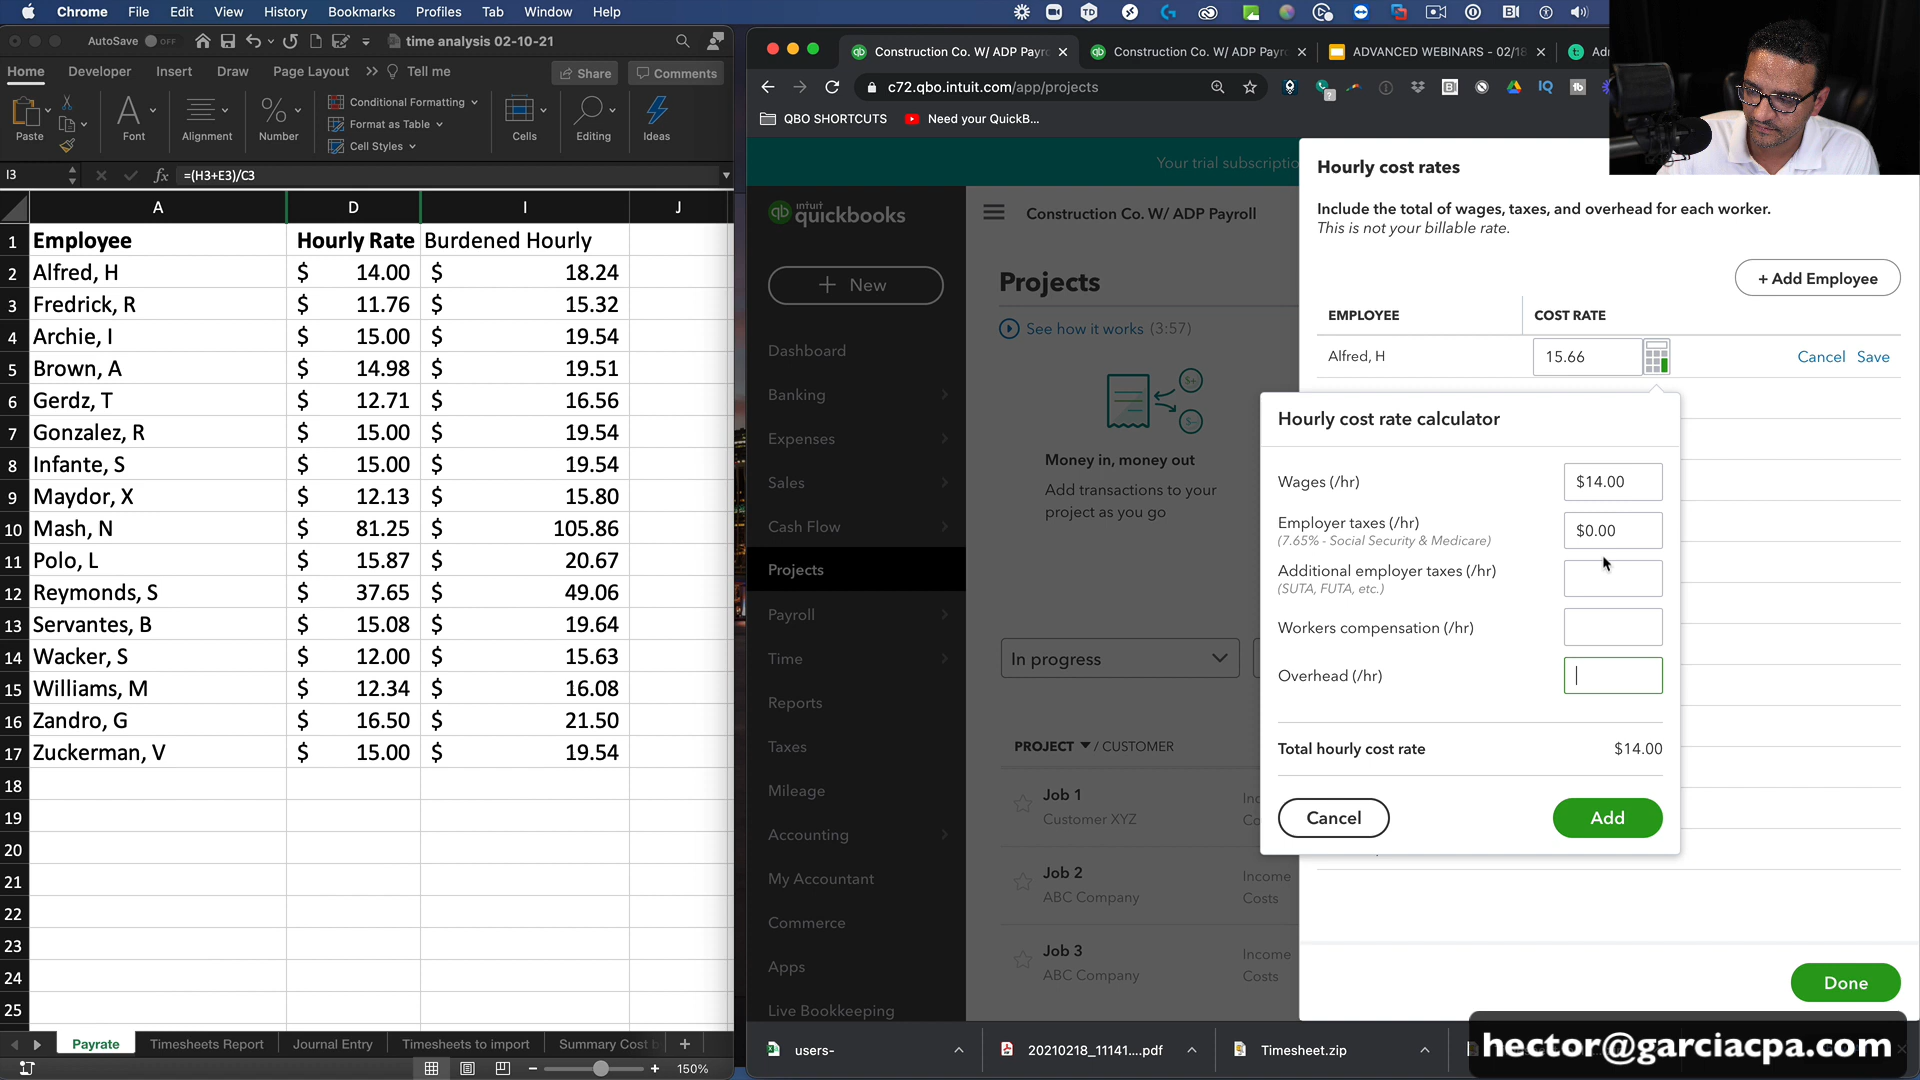 Chrome File Edit View History Bookmarks Profiles Tab Window Help
AutoSave OFF
time analysis 02-10-21
Home Developer Insert Draw Page Layout Tell me Share Comments
Paste Font Alignment Number Conditional Formatting Format as Table Cell Styles Cells Editing Ideas
I3 fx =(H3+E3)/C3
A D I J
1 Employee Hourly Rate Burdened Hourly
2 Alfred, H $ 14.00 $ 18.24
3 Fredrick, R $ 11.76 $ 15.32
4 Archie, I $ 15.00 $ 19.54
5 Brown, A $ 14.98 $ 19.51
6 Gerdz, T $ 12.71 $ 16.56
7 Gonzalez, R $ 15.00 $ 19.54
8 Infante, S $ 15.00 $ 19.54
9 Maydor, X $ 12.13 $ 15.80
10 Mash, N $ 81.25 $ 105.86
11 Polo, L $ 15.87 $ 20.67
12 Reymonds, S $ 37.65 $ 49.06
13 Servantes, B $ 15.08 $ 19.64
14 Wacker, S $ 12.00 $ 15.63
15 Williams, M $ 12.34 $ 16.08
16 Zandro, G $ 16.50 $ 21.50
17 Zuckerman, V $ 15.00 $ 19.54
18
19
20
21
22
23
24
25
Payrate Timesheets Report Journal Entry Timesheets to import Summary Cost
150%
Construction Co. W/ ADP Payr
Construction Co. W/ ADP Payr
ADVANCED WEBINARS - 02/18
c72.qbo.intuit.com/app/projects
QBO SHORTCUTS Need your QuickB...
Your trial subscriptio
intuit
quickbooks
Construction Co. W/ ADP Payroll
+ New
Dashboard
Banking
Expenses
Sales
Cash Flow
Projects
Payroll
Time
Reports
Taxes
Mileage
Accounting
My Accountant
Commerce
Apps
Live Bookkeeping
Projects
See how it works (3:57)
Money in, money out
Add transactions to your
project as you go
In progress
PROJECT / CUSTOMER
Job 1
Customer XYZ
Job 2
ABC Company
Income
Costs
Job 3
ABC Company
Income
Costs
Hourly cost rates
Include the total of wages, taxes, and overhead for each worker.
This is not your billable rate.
+ Add Employee
EMPLOYEE COST RATE
Alfred, H 15.66 Cancel Save
Hourly cost rate calculator
Wages (/hr) $14.00
Employer taxes (/hr) $0.00
(7.65% - Social Security & Medicare)
Additional employer taxes (/hr)
(SUTA, FUTA, etc.)
Workers compensation (/hr)
Overhead (/hr)
Total hourly cost rate $14.00
Cancel Add
Done
users-
20210218_11141....pdf
Timesheet.zip
hector@garciacpa.com